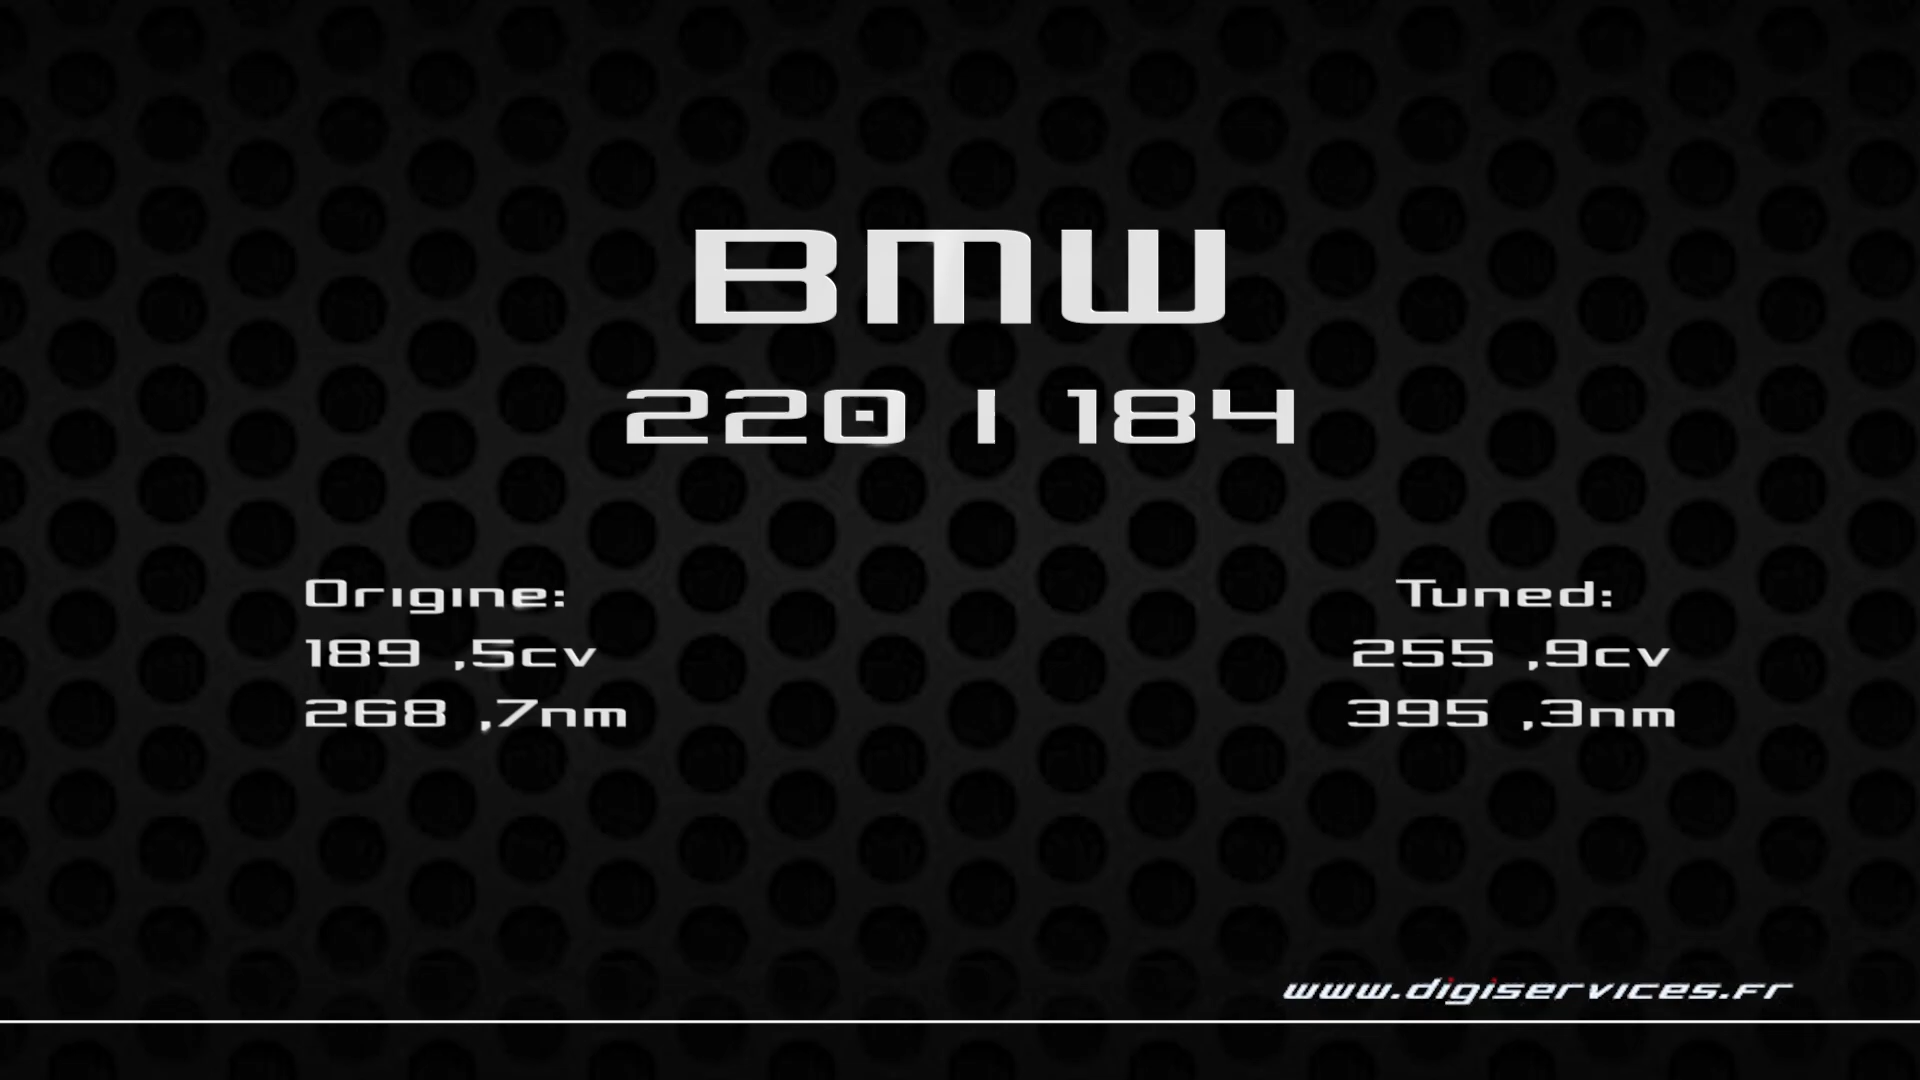 BMW
220 I 184
Origine:
189 ,5cv
268 ,7nm
Tuned:
255 ,9cv
395 ,3nm
www.digiservices.fr